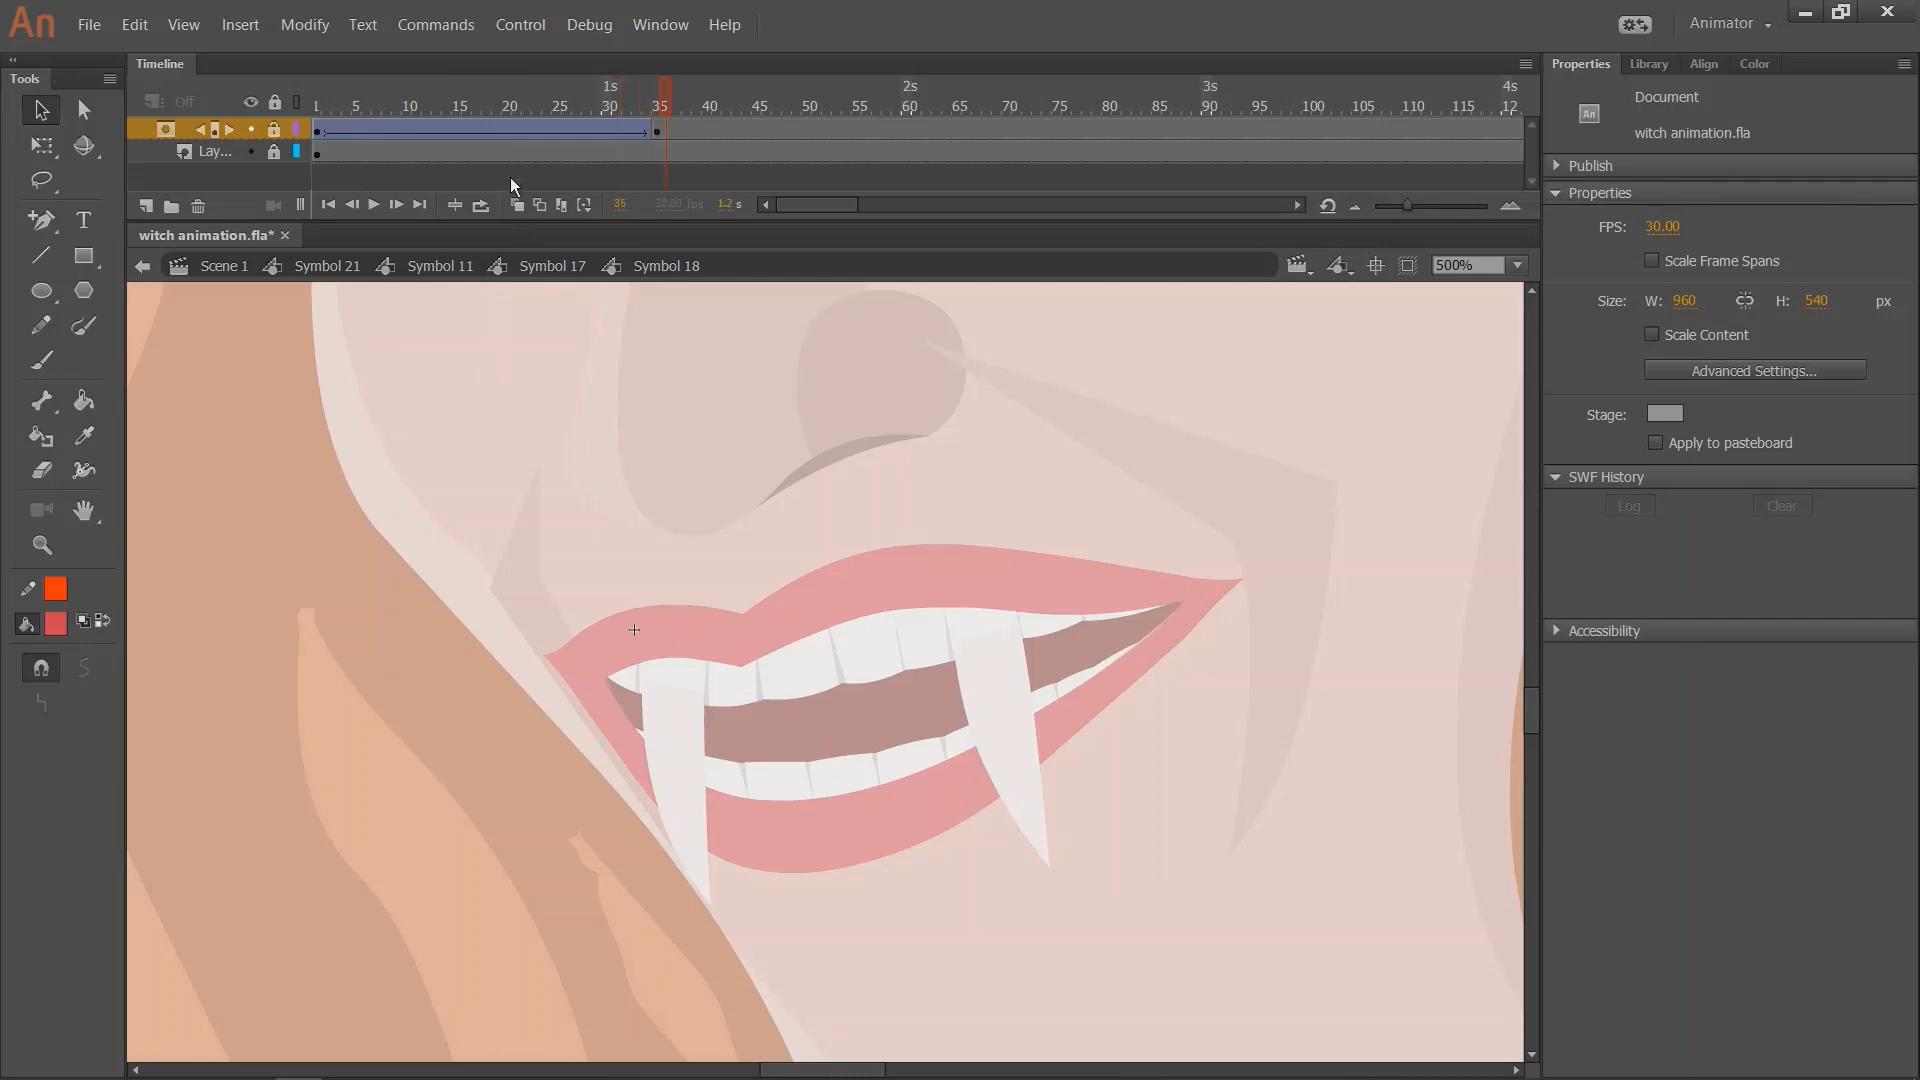 An File Edit View Insert Modify Text Commands Control Debug Window Help Animator
Tools
Timeline
Properties Library Align Color
Off
1s 2s 3s 4s
1 5 10 15 20 25 30 35 40 45 50 55 60 65 70 75 80 85 90 95 100 105 110 115 12
Lay...
36 30.00 fps 1.2 s
witch animation.fla*
Scene 1 Symbol 21 Symbol 11 Symbol 17 Symbol 18 500%
T
Document
An
witch animation.fla
Publish
Properties
FPS: 30.00
Scale Frame Spans
Size: W: 960 H: 540 px
Scale Content
Advanced Settings...
Stage:
Apply to pasteboard
SWF History
Log Clear
Accessibility